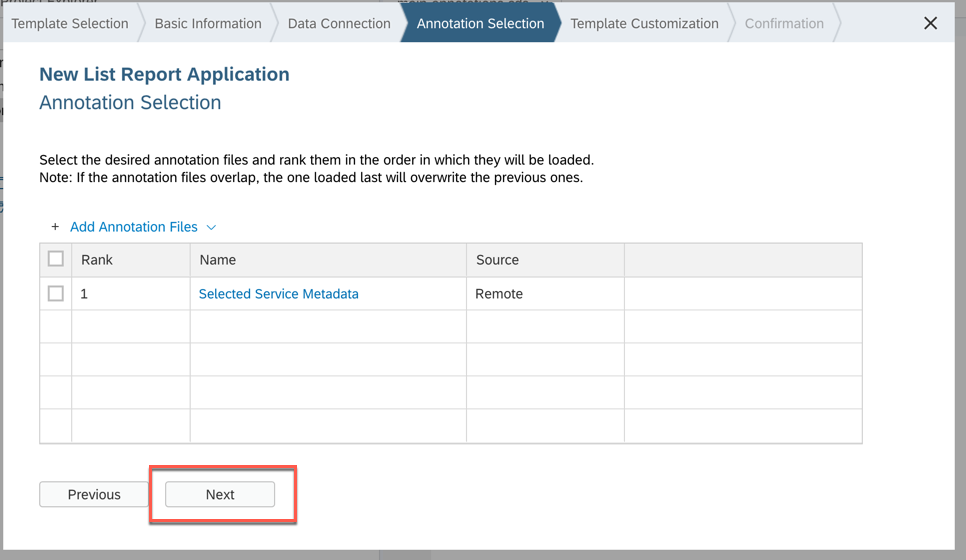 Template Selection
Basic Information
Data Connection
Annotation Selection
Template Customization
Confirmation
New List Report Application
Annotation Selection
Select the desired annotation files and rank them in the order in which they will be loaded.
Note: If the annotation files overlap, the one loaded last will overwrite the previous ones.
+ Add Annotation Files
Rank Name Source
1 Selected Service Metadata Remote
Previous Next